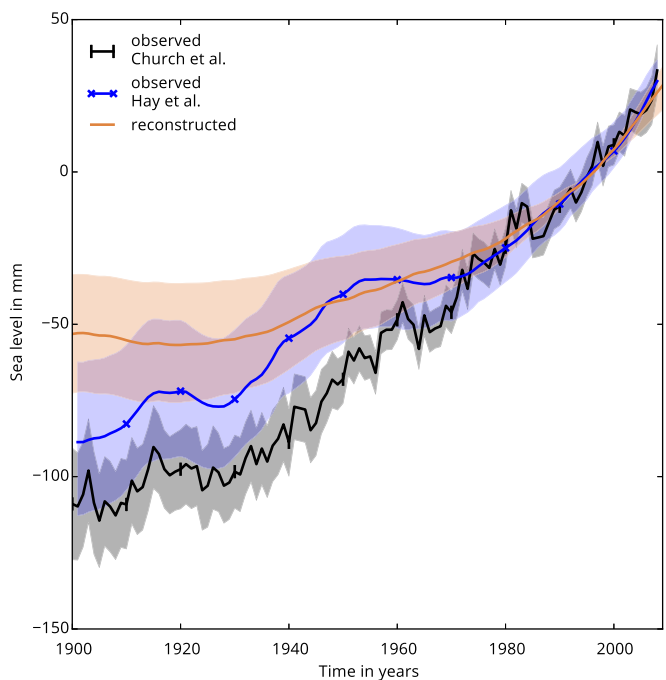 50
observed
Church et al.
observed
Hay et al.
reconstructed
0
Sea level in mm
−50
−100
−150
1900 1920 1940 1960 1980 2000
Time in years